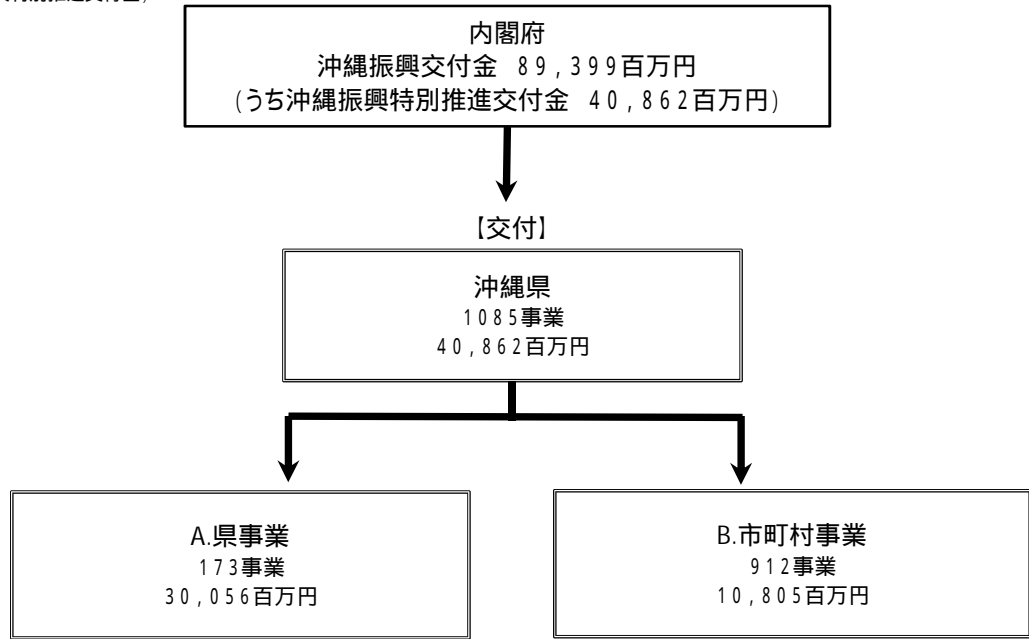 内閣府
沖縄振興交付金 89,399百万円
(うち沖縄振興特別推進交付金 40,862百万円)
【交付】
沖縄県
1085事業
40,862百万円
A.県事業
173事業
30,056百万円
B.市町村事業
912事業
10,805百万円